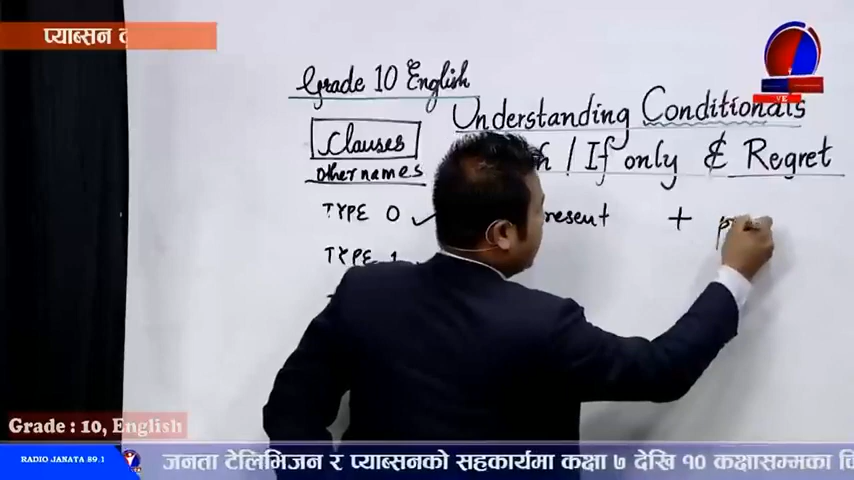 प्याब्सन
Grade 10 English
Understanding Conditionals
Clauses
/ If only & Regret
other names
TYPE 0 ✓ resent +
TYPE 1
Grade : 10, English
RADIO JANATA 89.1
जनता टेलिभिजन र प्याब्सनको सहकार्यमा कक्षा ७ देखि १० कक्षासम्मका